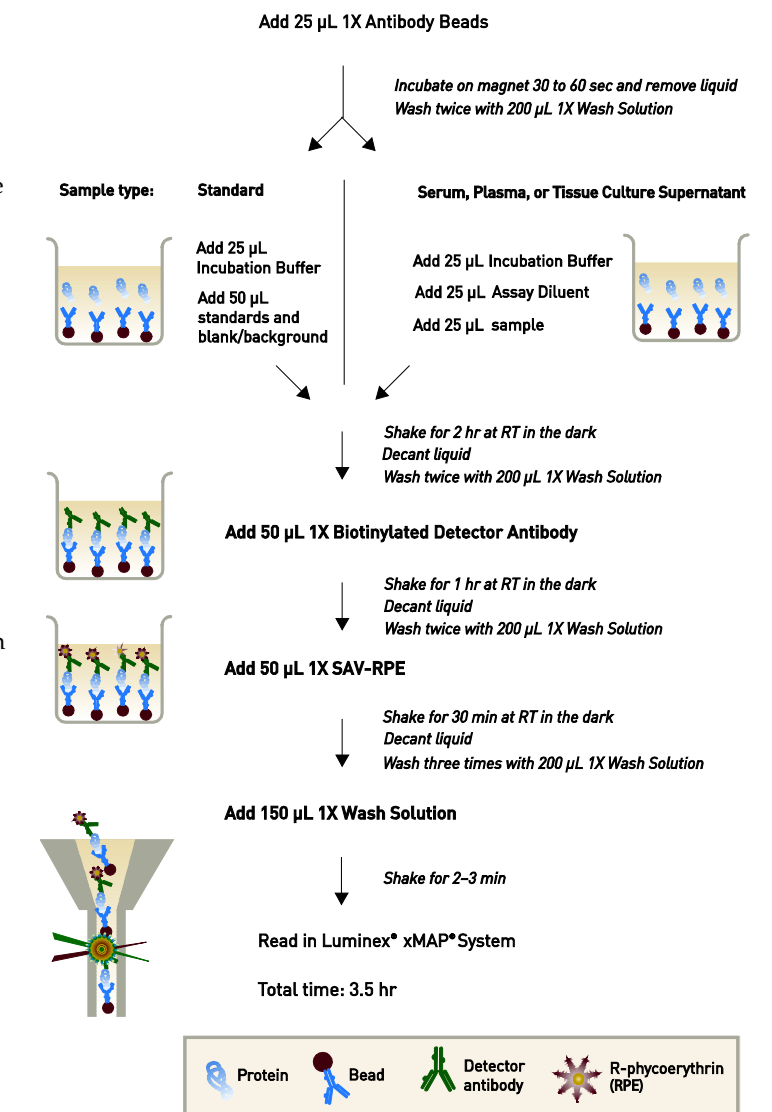 Add 25 µL 1X Antibody Beads
Incubate on magnet 30 to 60 sec and remove liquid
Wash twice with 200 µL 1X Wash Solution
e
Sample type:
Standard
Serum, Plasma, or Tissue Culture Supernatant
Add 25 µL
Incubation Buffer
Add 50 µL
standards and
blank/background
Add 25 µL Incubation Buffer
Add 25 µL Assay Diluent
Add 25 µL sample
Shake for 2 hr at RT in the dark
Decant liquid
Wash twice with 200 µL 1X Wash Solution
Add 50 µL 1X Biotinylated Detector Antibody
Shake for 1 hr at RT in the dark
Decant liquid
Wash twice with 200 µL 1X Wash Solution
n
Add 50 µL 1X SAV-RPE
Shake for 30 min at RT in the dark
Decant liquid
Wash three times with 200 µL 1X Wash Solution
Add 150 µL 1X Wash Solution
Shake for 2–3 min
Read in Luminex® xMAP® System
Total time: 3.5 hr
Protein
Bead
Detector
antibody
R-phycoerythrin
(RPE)